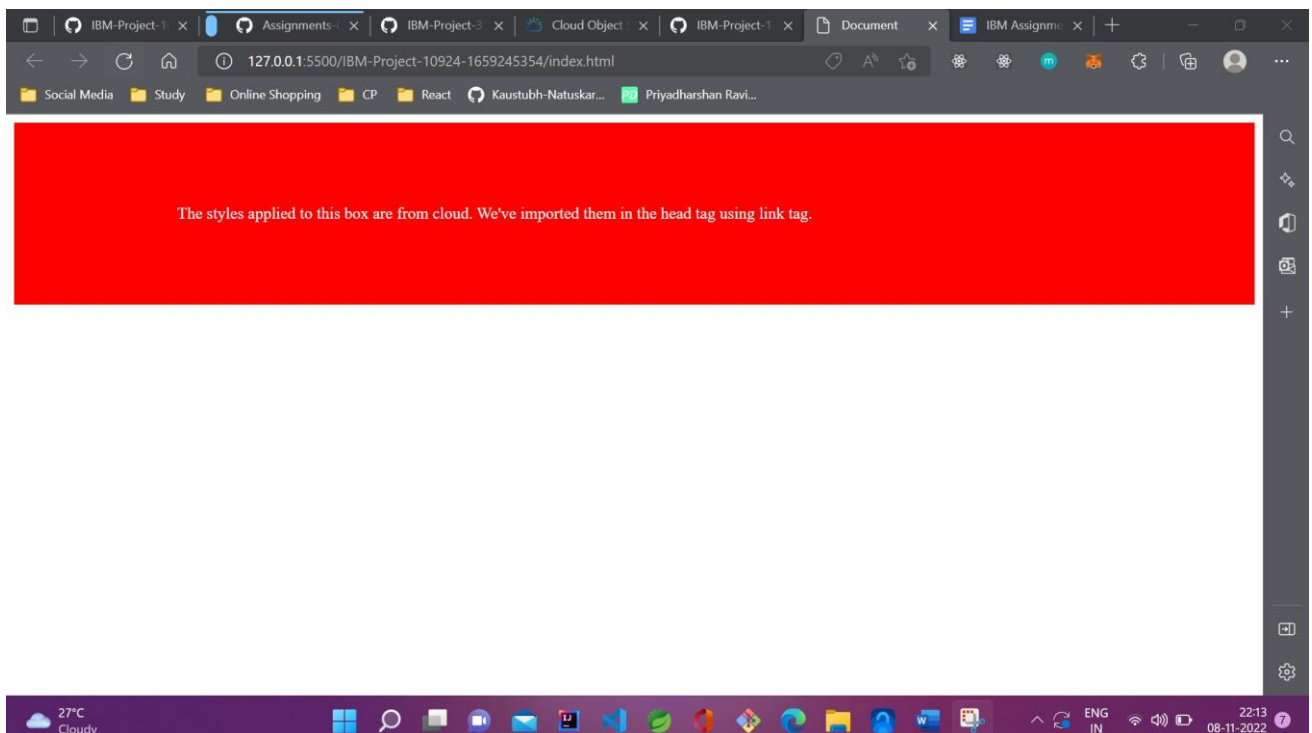 IBM-Project-1 Assignments- IBM-Project-3 Cloud Object IBM-Project-1 Document IBM Assignme
127.0.0.1:5500/IBM-Project-10924-1659245354/index.html
Social Media Study Online Shopping CP React Kaustubh-Natuskar... PD Priyadharshan Ravi...
The styles applied to this box are from cloud. We've imported them in the head tag using link tag.
27°C
Cloudy
ENG
IN
22:13
08-11-2022
7